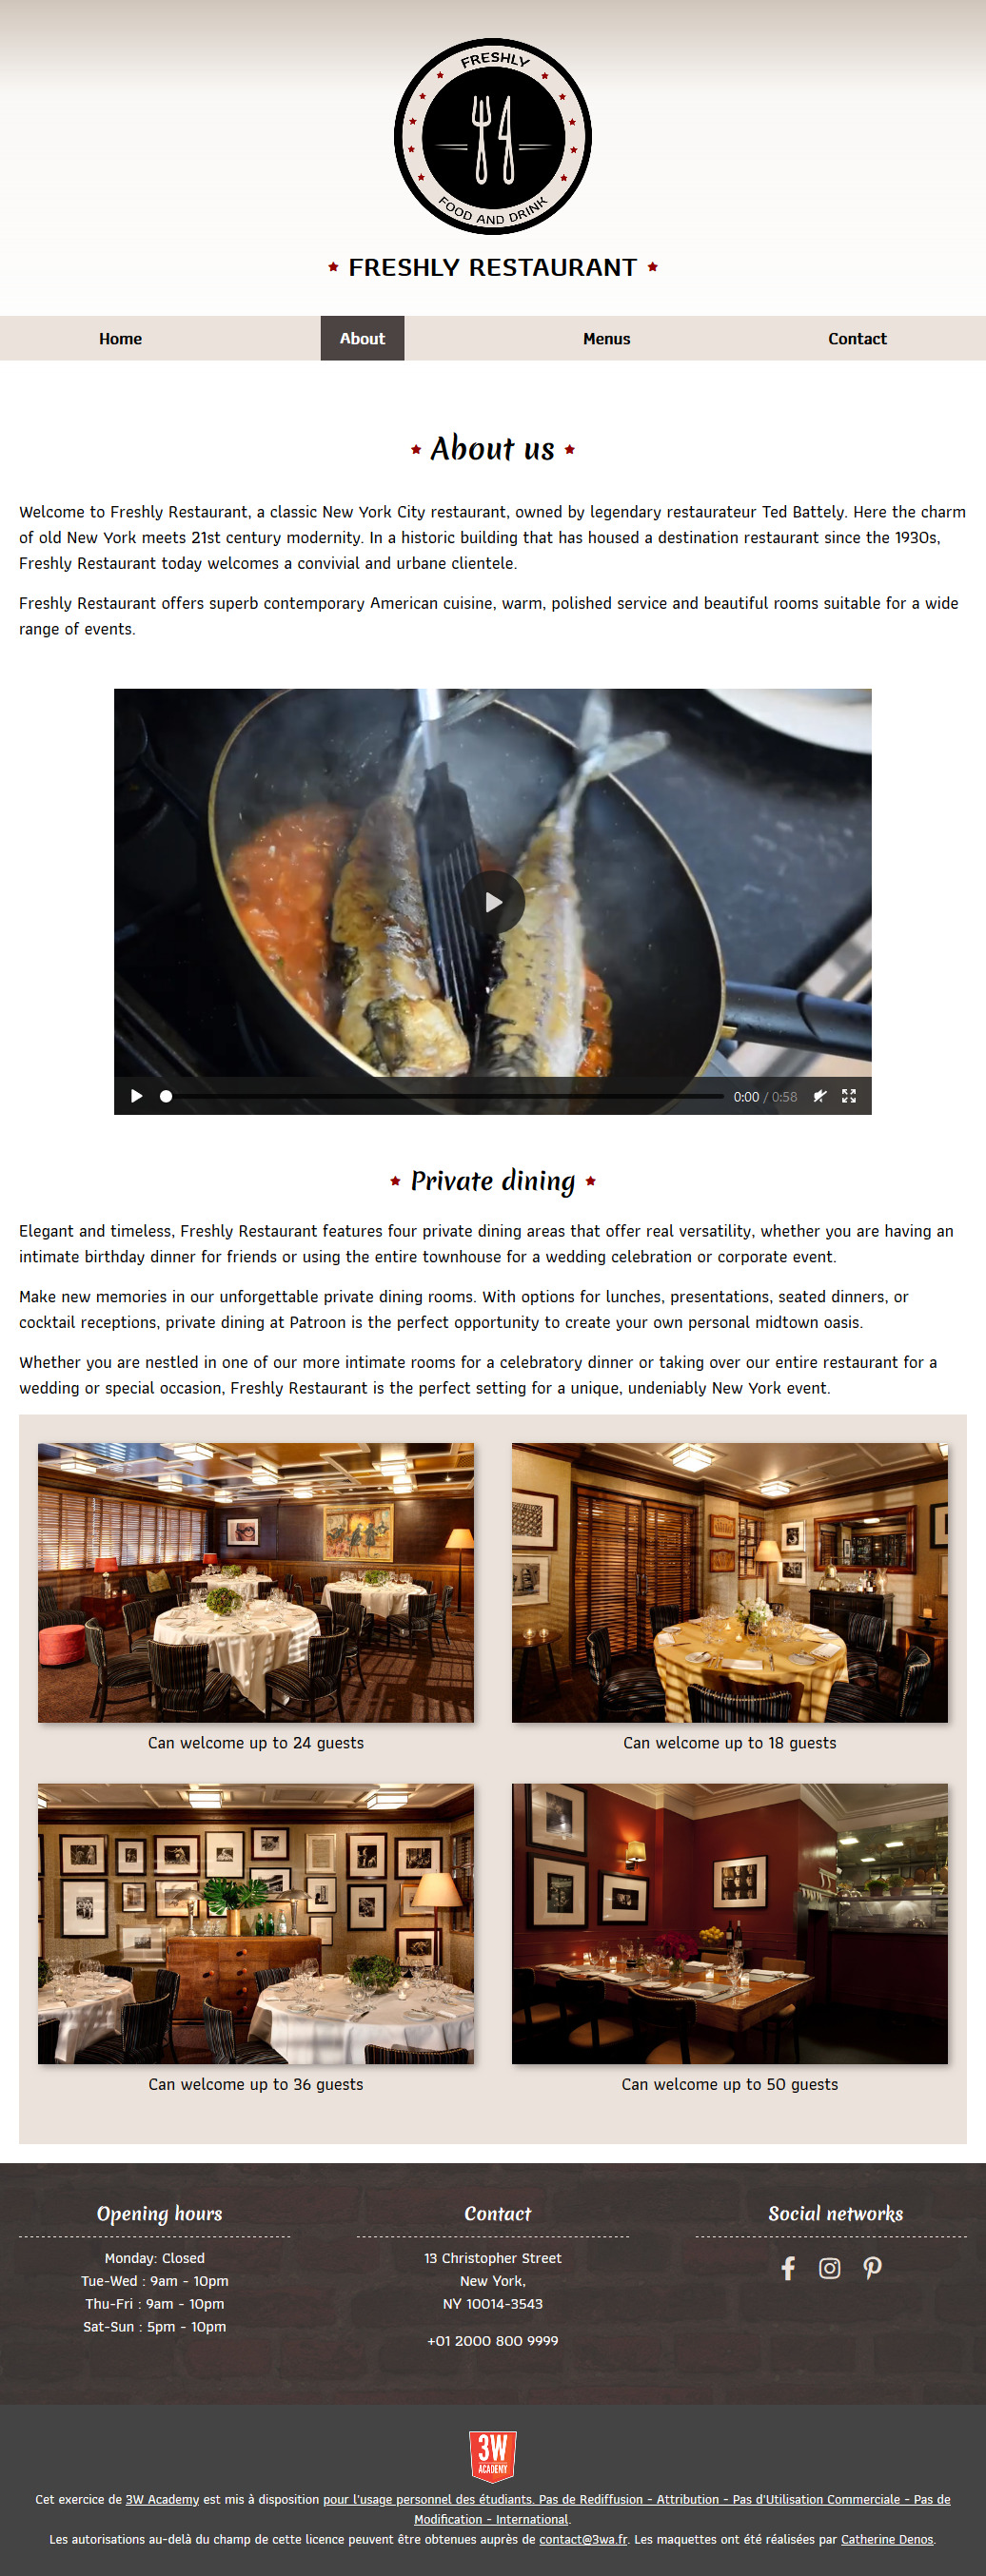 FRESHLY
FOOD AND DRINK
FRESHLY RESTAURANT
Home
About
Menus
Contact
About us
Welcome to Freshly Restaurant, a classic New York City restaurant, owned by legendary restaurateur Ted Battely. Here the charm
of old New York meets 21st century modernity. In a historic building that has housed a destination restaurant since the 1930s,
Freshly Restaurant today welcomes a convivial and urbane clientele.
Freshly Restaurant offers superb contemporary American cuisine, warm, polished service and beautiful rooms suitable for a wide
range of events.
0:00 / 0:58
Private dining
Elegant and timeless, Freshly Restaurant features four private dining areas that offer real versatility, whether you are having an
intimate birthday dinner for friends or using the entire townhouse for a wedding celebration or corporate event.
Make new memories in our unforgettable private dining rooms. With options for lunches, presentations, seated dinners, or
cocktail receptions, private dining at Patroon is the perfect opportunity to create your own personal midtown oasis.
Whether you are nestled in one of our more intimate rooms for a celebratory dinner or taking over our entire restaurant for a
wedding or special occasion, Freshly Restaurant is the perfect setting for a unique, undeniably New York event.
Can welcome up to 24 guests
Can welcome up to 18 guests
Can welcome up to 36 guests
Can welcome up to 50 guests
Opening hours
Monday: Closed
Tue-Wed : 9am - 10pm
Thu-Fri : 9am - 10pm
Sat-Sun : 5pm - 10pm
Contact
13 Christopher Street
New York,
NY 10014-3543
+01 2000 800 9999
Social networks
3W
ACADEMY
Cet exercice de 3W Academy est mis à disposition pour l'usage personnel des étudiants. Pas de Rediffusion - Attribution - Pas d'Utilisation Commerciale - Pas de
Modification - International.
Les autorisations au-delà du champ de cette licence peuvent être obtenues auprès de contact@3wa.fr. Les maquettes ont été réalisées par Catherine Denos.